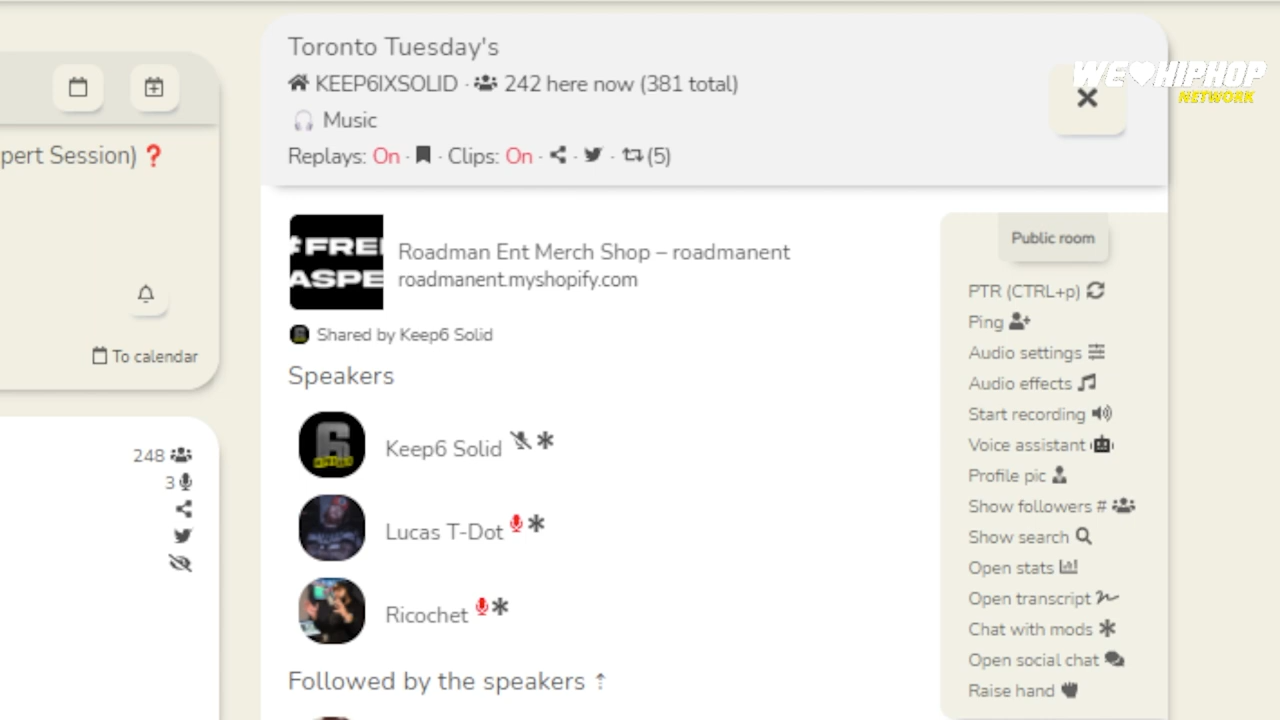 Toronto Tuesday's
KEEP6IXSOLID · 242 here now (381 total)
Music
Replays: On · · Clips: On · · · (5)
WE HIPHOP
NETWORK
pert Session) ❓
To calendar
248
3
#FREE
ASPE
Roadman Ent Merch Shop – roadmanent
roadmanent.myshopify.com
Shared by Keep6 Solid
Speakers
6
Keep6 Solid
Lucas T-Dot
Ricochet
Followed by the speakers ⇡
Public room
PTR (CTRL+p)
Ping
Audio settings
Audio effects
Start recording
Voice assistant
Profile pic
Show followers #
Show search
Open stats
Open transcript
Chat with mods
Open social chat
Raise hand